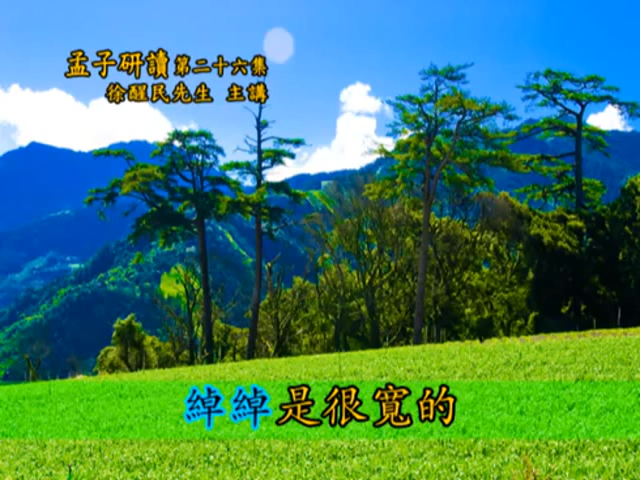 孟子研讀第二十六集
徐醒民先生 主講
綽綽是很寬的